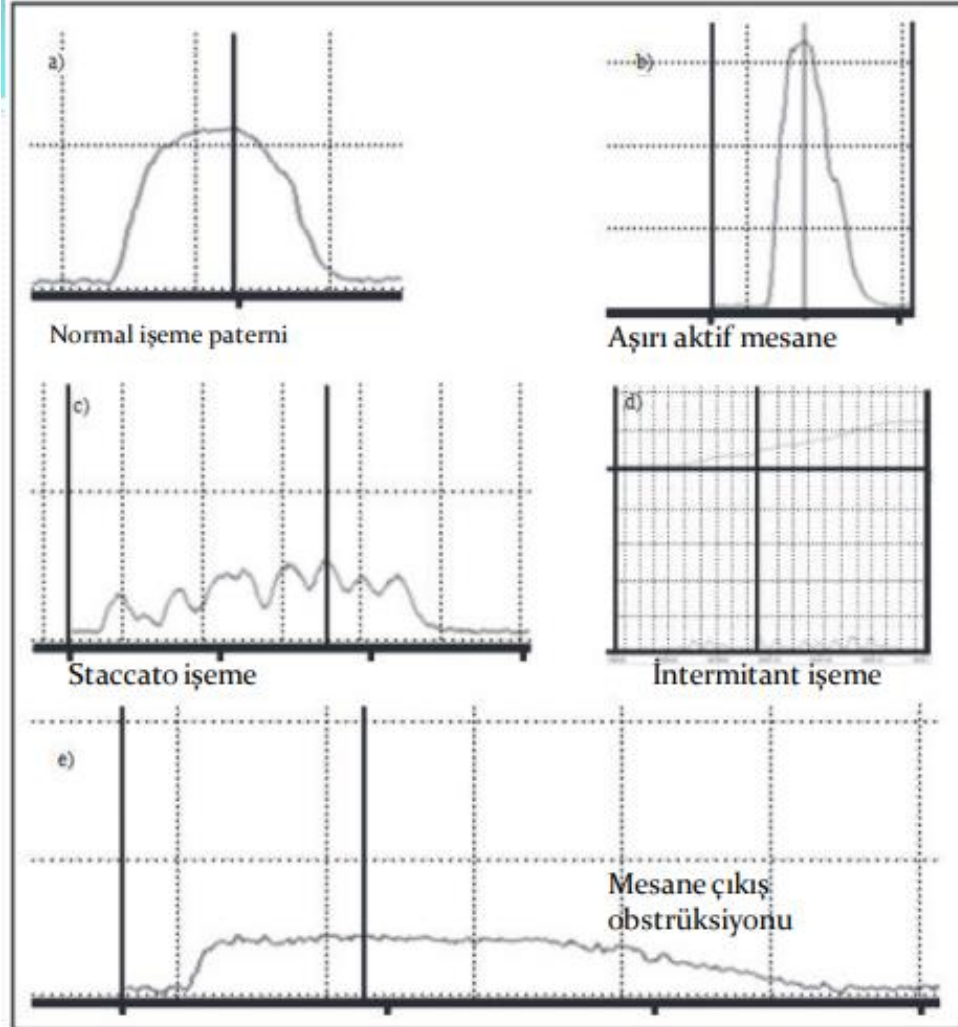 a)
b)
Normal işeme paterni
Aşırı aktif mesane
c)
d)
Staccato işeme
İntermitant işeme
e)
Mesane çıkış
obstrüksiyonu